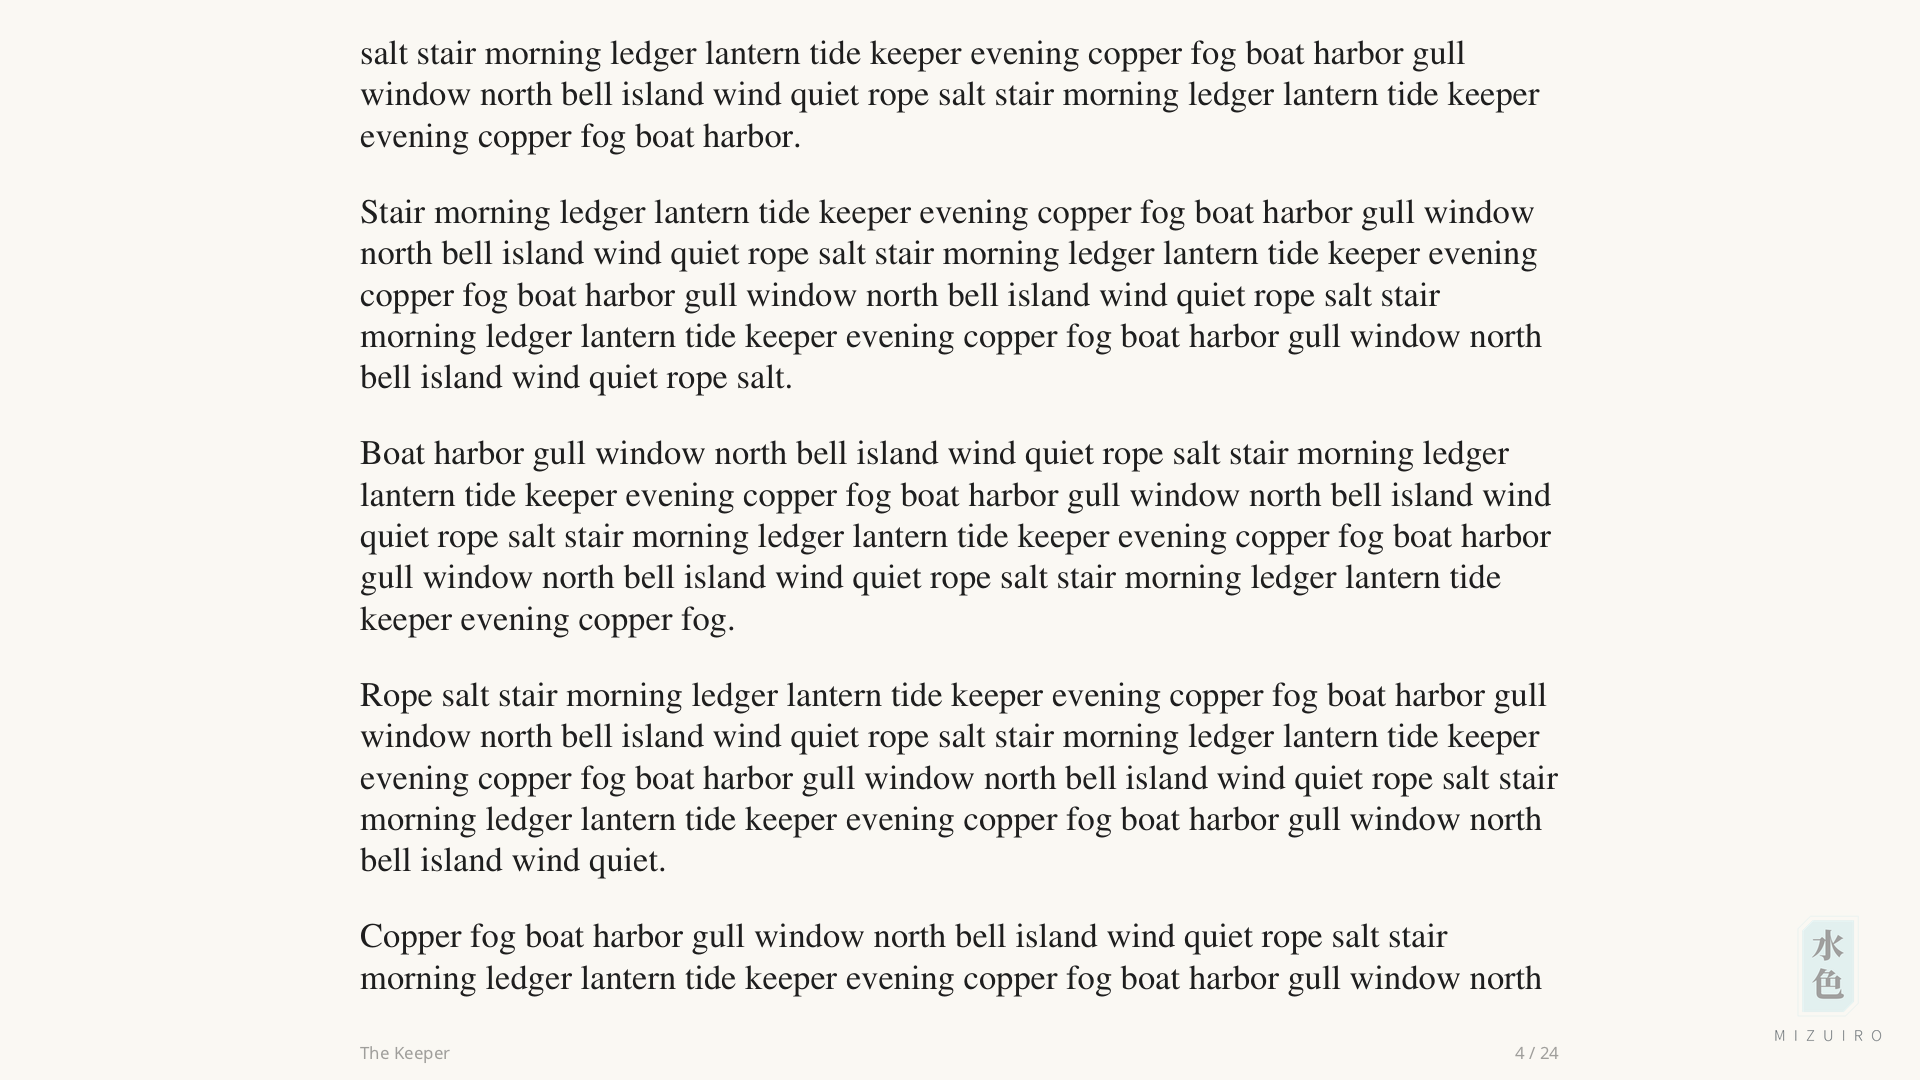 salt stair morning ledger lantern tide keeper evening copper fog boat harbor gull
window north bell island wind quiet rope salt stair morning ledger lantern tide keeper
evening copper fog boat harbor.
Stair morning ledger lantern tide keeper evening copper fog boat harbor gull window
north bell island wind quiet rope salt stair morning ledger lantern tide keeper evening
copper fog boat harbor gull window north bell island wind quiet rope salt stair
morning ledger lantern tide keeper evening copper fog boat harbor gull window north
bell island wind quiet rope salt.
Boat harbor gull window north bell island wind quiet rope salt stair morning ledger
lantern tide keeper evening copper fog boat harbor gull window north bell island wind
quiet rope salt stair morning ledger lantern tide keeper evening copper fog boat harbor
gull window north bell island wind quiet rope salt stair morning ledger lantern tide
keeper evening copper fog.
Rope salt stair morning ledger lantern tide keeper evening copper fog boat harbor gull
window north bell island wind quiet rope salt stair morning ledger lantern tide keeper
evening copper fog boat harbor gull window north bell island wind quiet rope salt stair
morning ledger lantern tide keeper evening copper fog boat harbor gull window north
bell island wind quiet.
Copper fog boat harbor gull window north bell island wind quiet rope salt stair
morning ledger lantern tide keeper evening copper fog boat harbor gull window north
The Keeper
4 / 24
水色
MIZUIRO